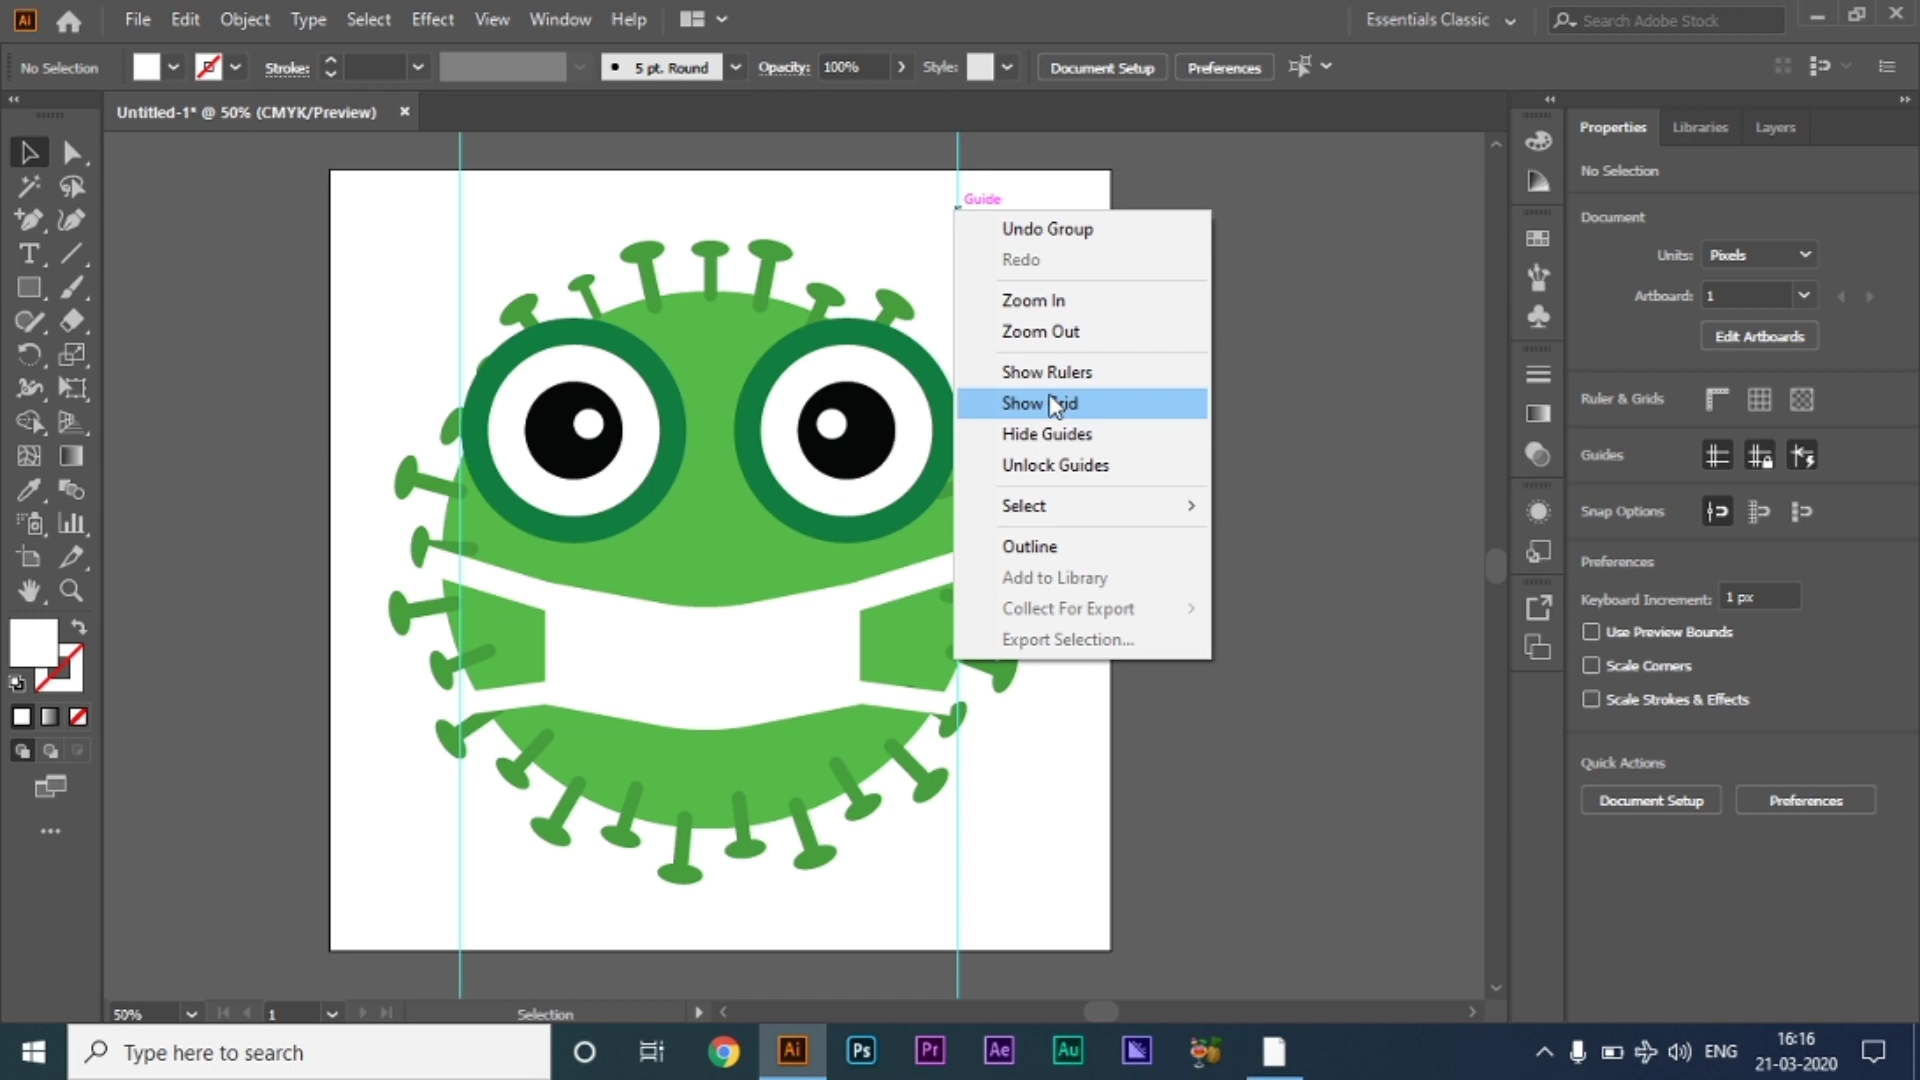 Ai File Edit Object Type Select Effect View Window Help Essentials Classic Search Adobe Stock
No Selection Stroke: 5 pt. Round Opacity: 100% Style: Document Setup Preferences
Untitled-1* @ 50% (CMYK/Preview)
Properties Libraries Layers
No Selection
Guide
Undo Group
Redo
Zoom In
Zoom Out
Show Rulers
Show Grid
Hide Guides
Unlock Guides
Select
Outline
Add to Library
Collect For Export
Export Selection...
Document
Units: Pixels
Artboard: 1
Edit Artboards
Ruler & Grids
Guides
Snap Options
Preferences
Keyboard Increment: 1 px
Use Preview Bounds
Scale Corners
Scale Strokes & Effects
Quick Actions
Document Setup Preferences
50% 1 Selection
Type here to search
Ai Ps Pr Ae Au
ENG
16:16
21-03-2020